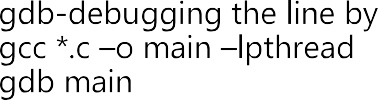 gdb-debugging the line by
gcc *.c –o main –lpthread
gdb main